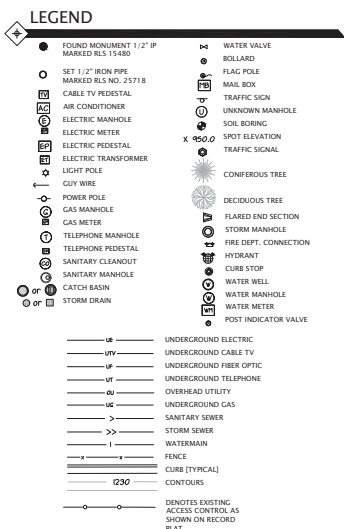 LEGEND
FOUND MONUMENT 1/2" IP
MARKED RLS 15480
SET 1/2" IRON PIPE
MARKED RLS NO. 25718
TV CABLE TV PEDESTAL
AC AIR CONDITIONER
E ELECTRIC MANHOLE
ELECTRIC METER
EP ELECTRIC PEDESTAL
ET ELECTRIC TRANSFORMER
LIGHT POLE
GUY WIRE
POWER POLE
G GAS MANHOLE
GAS METER
T TELEPHONE MANHOLE
TELEPHONE PEDESTAL
CO SANITARY CLEANOUT
SANITARY MANHOLE
or CATCH BASIN
or STORM DRAIN
WATER VALVE
BOLLARD
FLAG POLE
MB MAIL BOX
TRAFFIC SIGN
U UNKNOWN MANHOLE
SOIL BORING
X 950.0 SPOT ELEVATION
TRAFFIC SIGNAL
CONIFEROUS TREE
DECIDUOUS TREE
FLARED END SECTION
STORM MANHOLE
FIRE DEPT. CONNECTION
HYDRANT
CURB STOP
W WATER WELL
W WATER MANHOLE
WM WATER METER
POST INDICATOR VALVE
UE UNDERGROUND ELECTRIC
UTV UNDERGROUND CABLE TV
UF UNDERGROUND FIBER OPTIC
UT UNDERGROUND TELEPHONE
OU OVERHEAD UTILITY
UG UNDERGROUND GAS
> SANITARY SEWER
>> STORM SEWER
I WATERMAIN
x x FENCE
CURB [TYPICAL]
1230 CONTOURS
DENOTES EXISTING
ACCESS CONTROL AS
SHOWN ON RECORD
PLAT